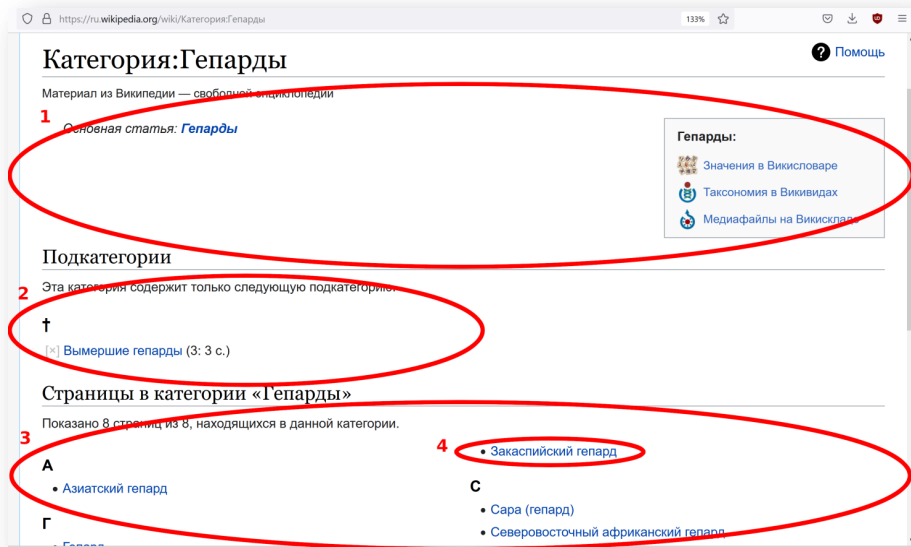 https://ru.wikipedia.org/wiki/Категория:Гепарды
133%
Категория:Гепарды
? Помощь
Материал из Википедии — свободной энциклопедии
1
Основная статья: Гепарды
Гепарды:
Значения в Викисловаре
Таксономия в Викивидах
Медиафайлы на Викискладе
Подкатегории
Эта категория содержит только следующую подкатегорию.
2
†
[×] Вымершие гепарды (3: 3 с.)
Страницы в категории «Гепарды»
Показано 8 страниц из 8, находящихся в данной категории.
3
А
• Азиатский гепард
Г
• Гепард
4
• Закаспийский гепард
С
• Сара (гепард)
• Северовосточный африканский гепард